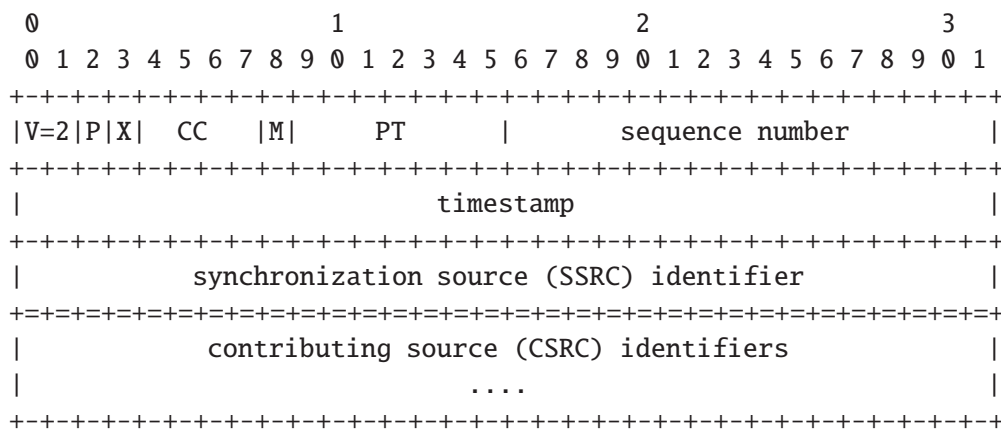 0                   1                   2                   3
 0 1 2 3 4 5 6 7 8 9 0 1 2 3 4 5 6 7 8 9 0 1 2 3 4 5 6 7 8 9 0 1
+-+-+-+-+-+-+-+-+-+-+-+-+-+-+-+-+-+-+-+-+-+-+-+-+-+-+-+-+-+-+-+-+
|V=2|P|X|  CC   |M|     PT      |       sequence number         |
+-+-+-+-+-+-+-+-+-+-+-+-+-+-+-+-+-+-+-+-+-+-+-+-+-+-+-+-+-+-+-+-+
|                           timestamp                           |
+-+-+-+-+-+-+-+-+-+-+-+-+-+-+-+-+-+-+-+-+-+-+-+-+-+-+-+-+-+-+-+-+
|           synchronization source (SSRC) identifier            |
+=+=+=+=+=+=+=+=+=+=+=+=+=+=+=+=+=+=+=+=+=+=+=+=+=+=+=+=+=+=+=+=+
|            contributing source (CSRC) identifiers             |
|                             ....                              |
+-+-+-+-+-+-+-+-+-+-+-+-+-+-+-+-+-+-+-+-+-+-+-+-+-+-+-+-+-+-+-+-+